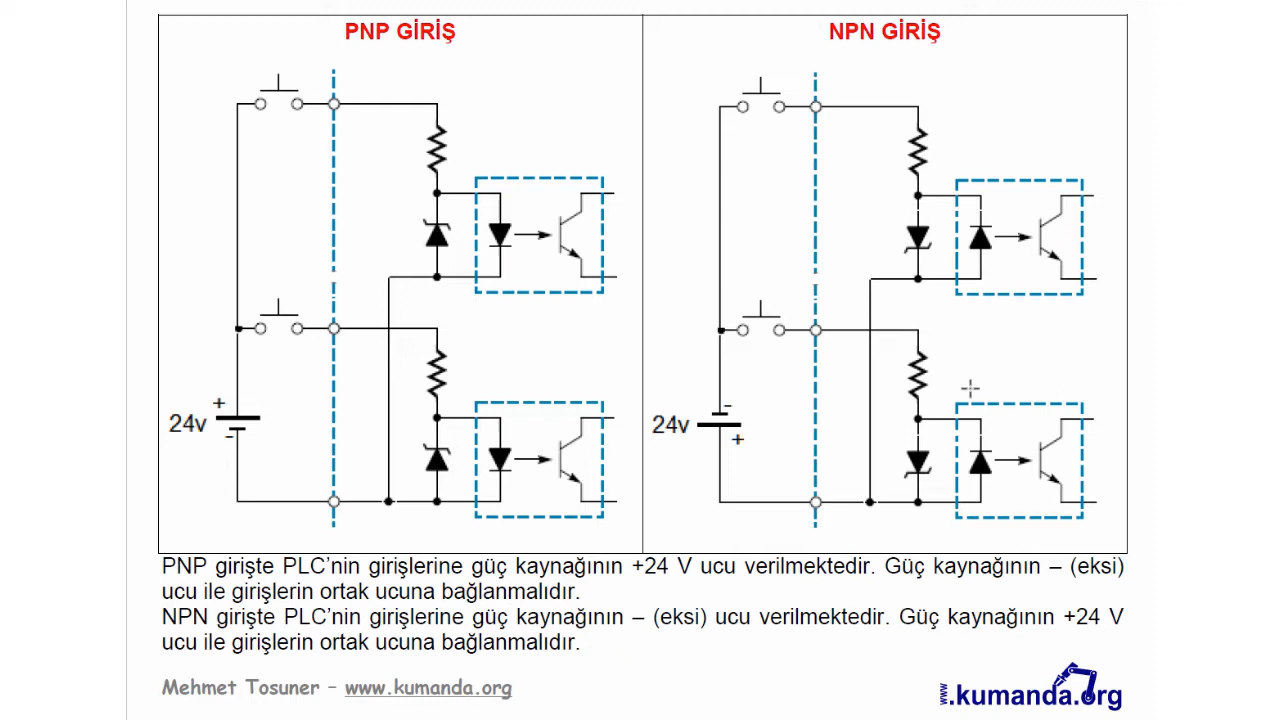 PNP GİRİŞ
NPN GİRİŞ
+
24v
-
-
24v
+
PNP girişte PLC’nin girişlerine güç kaynağının +24 V ucu verilmektedir. Güç kaynağının – (eksi)
ucu ile girişlerin ortak ucuna bağlanmalıdır.
NPN girişte PLC’nin girişlerine güç kaynağının – (eksi) ucu verilmektedir. Güç kaynağının +24 V
ucu ile girişlerin ortak ucuna bağlanmalıdır.
Mehmet Tosuner – www.kumanda.org
www.kumanda.org